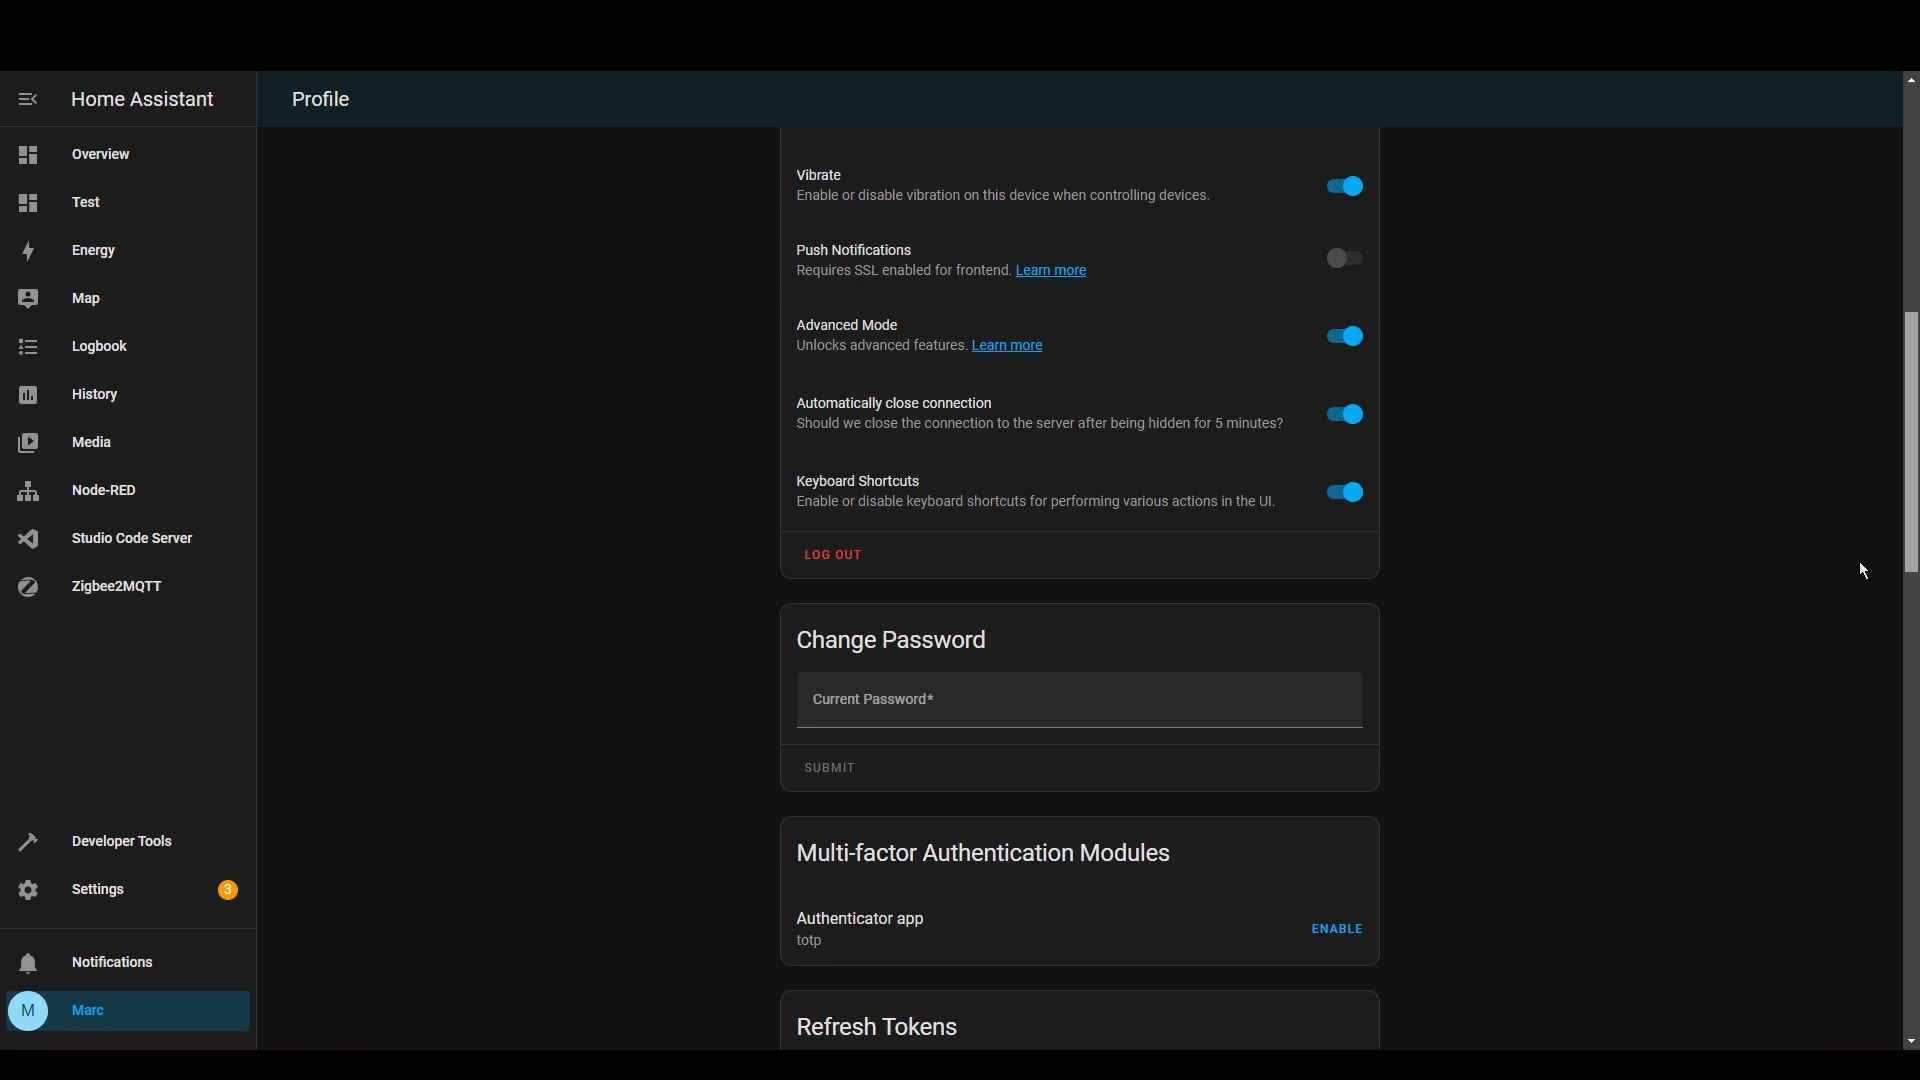 Home Assistant
Profile
Overview
Test
Energy
Map
Logbook
History
Media
Node-RED
Studio Code Server
Zigbee2MQTT
Developer Tools
Settings
3
Notifications
M
Marc
Vibrate
Enable or disable vibration on this device when controlling devices.
Push Notifications
Requires SSL enabled for frontend. Learn more
Advanced Mode
Unlocks advanced features. Learn more
Automatically close connection
Should we close the connection to the server after being hidden for 5 minutes?
Keyboard Shortcuts
Enable or disable keyboard shortcuts for performing various actions in the UI.
LOG OUT
Change Password
Current Password*
SUBMIT
Multi-factor Authentication Modules
Authenticator app
totp
ENABLE
Refresh Tokens